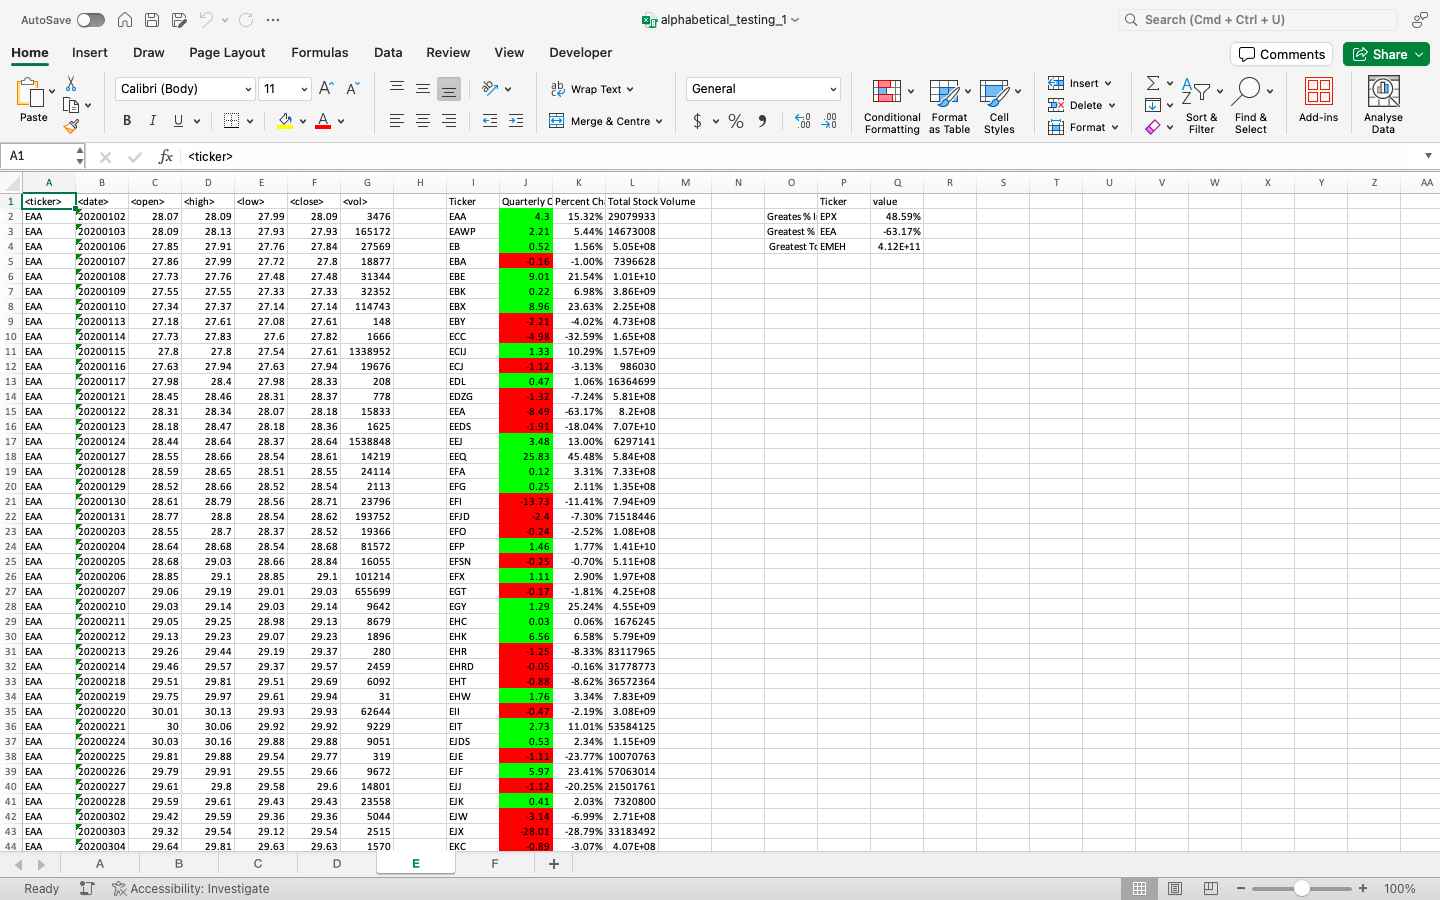 AutoSave
alphabetical_testing_1
Search (Cmd + Ctrl + U)
Home Insert Draw Page Layout Formulas Data Review View Developer
Comments Share
Paste
Calibri (Body) 11
B I U
Wrap Text
Merge & Centre
General
$ %
Conditional Formatting
Format as Table
Cell Styles
Insert
Delete
Format
Sort & Filter
Find & Select
Add-ins
Analyse Data
A1 fx <ticker>
A B C D E F G H I J K L M N O P Q R S T U V W X Y Z AA
1 <ticker> <date> <open> <high> <low> <close> <vol> Ticker Quarterly C Percent Ch Total Stock Volume Ticker value
2 EAA 20200102 28.07 28.09 27.99 28.09 3476 EAA 4.3 15.32% 29079933 Greates % I EPX 48.59%
3 EAA 20200103 28.09 28.13 27.93 27.93 165172 EAWP 2.21 5.44% 14673008 Greatest % EEA -63.17%
4 EAA 20200106 27.85 27.91 27.76 27.84 27569 EB 0.52 1.56% 5.05E+08 Greatest To EMEH 4.12E+11
5 EAA 20200107 27.86 27.99 27.72 27.8 18877 EBA -0.16 -1.00% 7396628
6 EAA 20200108 27.73 27.76 27.48 27.48 31344 EBE 9.01 21.54% 1.01E+10
7 EAA 20200109 27.55 27.55 27.33 27.33 32352 EBK 0.22 6.98% 3.86E+09
8 EAA 20200110 27.34 27.37 27.14 27.14 114743 EBX 8.96 23.63% 2.25E+08
9 EAA 20200113 27.18 27.61 27.08 27.61 148 EBY -2.21 -4.02% 4.73E+08
10 EAA 20200114 27.73 27.83 27.6 27.82 1666 ECC -4.98 -32.59% 1.65E+08
11 EAA 20200115 27.8 27.8 27.54 27.61 1338952 ECIJ 1.33 10.29% 1.57E+09
12 EAA 20200116 27.63 27.94 27.63 27.94 19676 ECJ -1.12 -3.13% 986030
13 EAA 20200117 27.98 28.4 27.98 28.33 208 EDL 0.47 1.06% 16364699
14 EAA 20200121 28.45 28.46 28.31 28.37 778 EDZG -1.32 -7.24% 5.81E+08
15 EAA 20200122 28.31 28.34 28.07 28.18 15833 EEA -8.49 -63.17% 8.2E+08
16 EAA 20200123 28.18 28.47 28.18 28.36 1625 EEDS -1.91 -18.04% 7.07E+10
17 EAA 20200124 28.44 28.64 28.37 28.64 1538848 EEJ 3.48 13.00% 6297141
18 EAA 20200127 28.55 28.66 28.54 28.61 14219 EEQ 25.83 45.48% 5.84E+08
19 EAA 20200128 28.59 28.65 28.51 28.55 24114 EFA 0.12 3.31% 7.33E+08
20 EAA 20200129 28.52 28.66 28.52 28.54 2113 EFG 0.25 2.11% 1.35E+08
21 EAA 20200130 28.61 28.79 28.56 28.71 23796 EFI -13.73 -11.41% 7.94E+09
22 EAA 20200131 28.77 28.8 28.54 28.62 193752 EFJD -2.4 -7.30% 71518446
23 EAA 20200203 28.55 28.7 28.37 28.52 19366 EFO -0.24 -2.52% 1.08E+08
24 EAA 20200204 28.64 28.68 28.54 28.68 81572 EFP 1.46 1.77% 1.41E+10
25 EAA 20200205 28.68 29.03 28.66 28.84 16055 EFSN -0.25 -0.70% 5.11E+08
26 EAA 20200206 28.85 29.1 28.85 29.1 101214 EFX 1.11 2.90% 1.97E+08
27 EAA 20200207 29.06 29.19 29.01 29.03 655699 EGT -0.17 -1.81% 4.25E+08
28 EAA 20200210 29.03 29.14 29.03 29.14 9642 EGY 1.29 25.24% 4.55E+09
29 EAA 20200211 29.05 29.25 28.98 29.13 8679 EHC 0.03 0.06% 1676245
30 EAA 20200212 29.13 29.23 29.07 29.23 1896 EHK 6.56 6.58% 5.79E+09
31 EAA 20200213 29.26 29.44 29.19 29.37 280 EHR -1.25 -8.33% 83117965
32 EAA 20200214 29.46 29.57 29.37 29.57 2459 EHRD -0.05 -0.16% 31778773
33 EAA 20200218 29.51 29.81 29.51 29.69 6092 EHT -0.88 -8.62% 36572364
34 EAA 20200219 29.75 29.97 29.61 29.94 31 EHW 1.76 3.34% 7.83E+09
35 EAA 20200220 30.01 30.13 29.93 29.93 62644 EII -0.47 -2.19% 3.08E+09
36 EAA 20200221 30 30.06 29.92 29.92 9229 EIT 2.73 11.01% 53584125
37 EAA 20200224 30.03 30.16 29.88 29.88 9051 EJDS 0.53 2.34% 1.15E+09
38 EAA 20200225 29.81 29.88 29.54 29.77 319 EJE -1.11 -23.77% 10070763
39 EAA 20200226 29.79 29.91 29.55 29.66 9672 EJF 5.97 23.41% 57063014
40 EAA 20200227 29.61 29.8 29.58 29.6 14801 EJJ -1.12 -20.25% 21501761
41 EAA 20200228 29.59 29.61 29.43 29.43 23558 EJK 0.41 2.03% 7320800
42 EAA 20200302 29.42 29.59 29.36 29.36 5044 EJW -3.14 -6.99% 2.71E+08
43 EAA 20200303 29.32 29.54 29.12 29.54 2515 EJX -28.01 -28.79% 33183492
44 EAA 20200304 29.64 29.81 29.63 29.63 1570 EKC -0.89 -3.07% 4.07E+08
A B C D E F +
Ready Accessibility: Investigate 100%